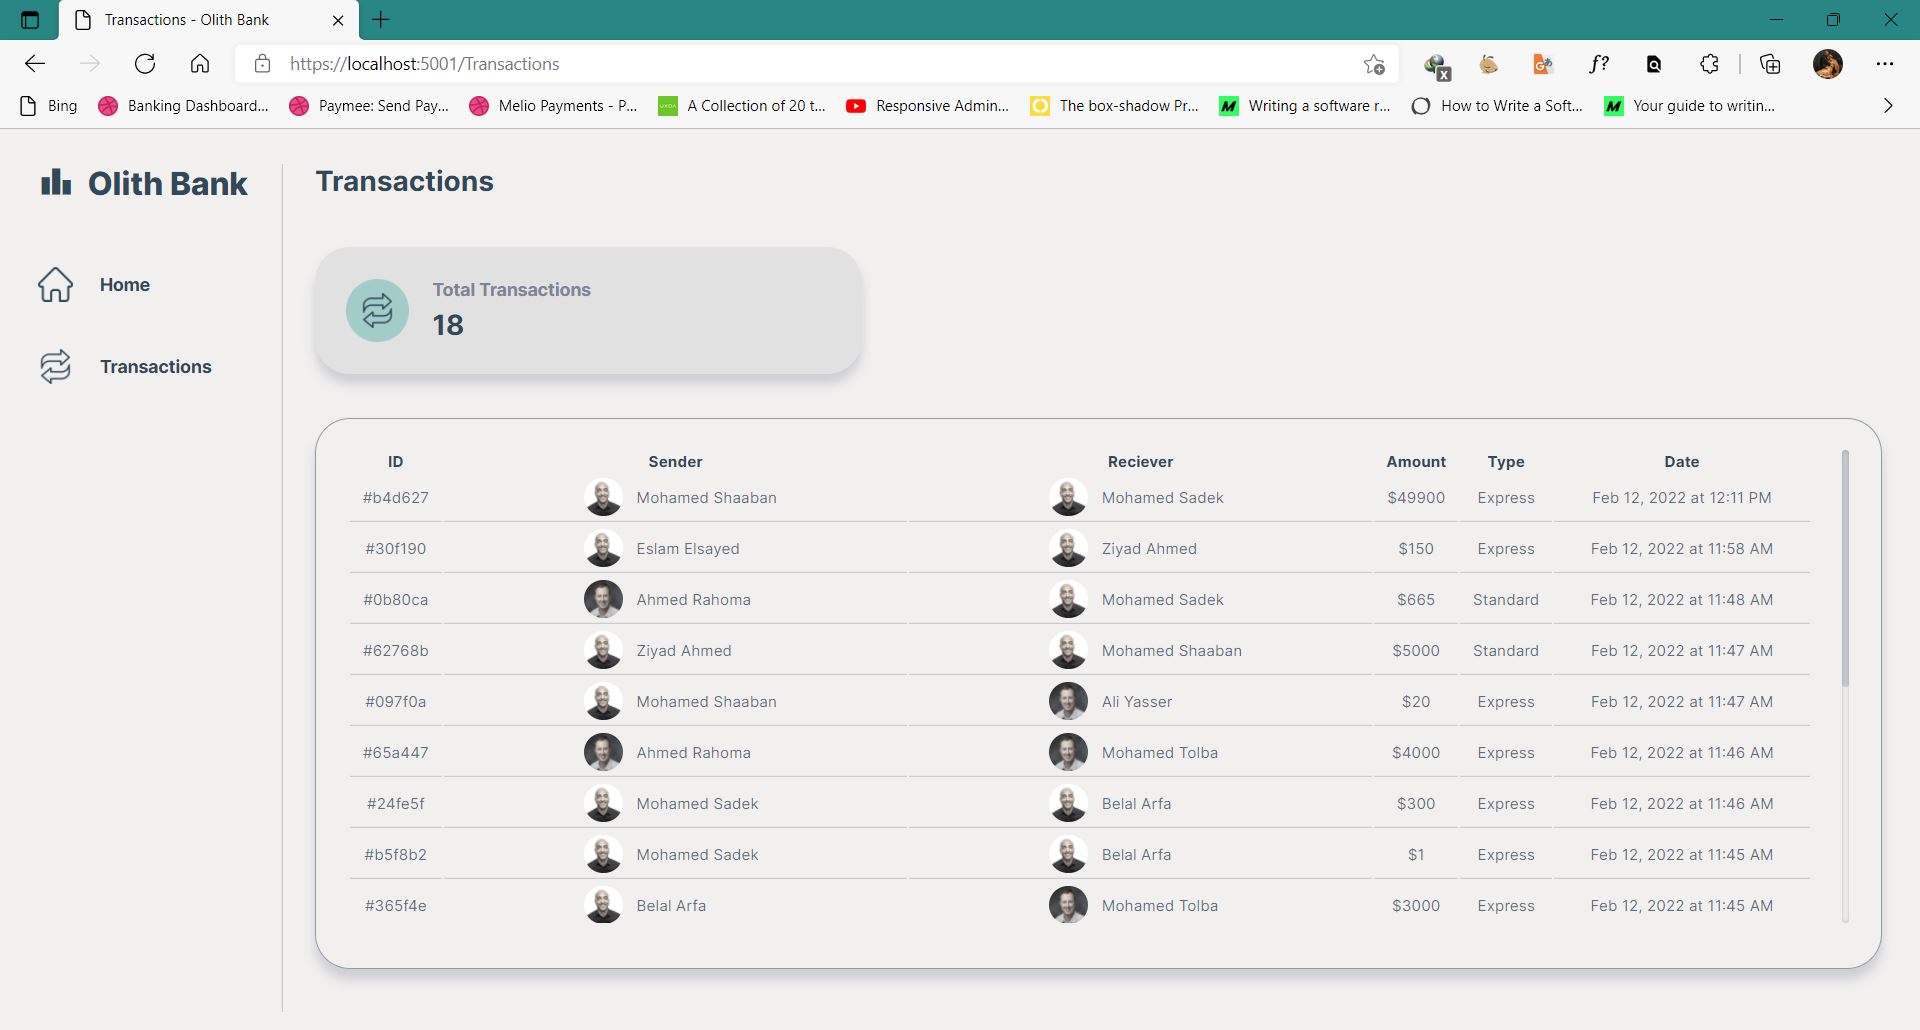 Transactions - Olith Bank
https://localhost:5001/Transactions
Bing Banking Dashboard... Paymee: Send Pay... Melio Payments - P... A Collection of 20 t... Responsive Admin... The box-shadow Pr... Writing a software r... How to Write a Soft... Your guide to writin...
Olith Bank
Home
Transactions
Transactions
Total Transactions
18
ID Sender Reciever Amount Type Date
#b4d627 Mohamed Shaaban Mohamed Sadek $49900 Express Feb 12, 2022 at 12:11 PM
#30f190 Eslam Elsayed Ziyad Ahmed $150 Express Feb 12, 2022 at 11:58 AM
#0b80ca Ahmed Rahoma Mohamed Sadek $665 Standard Feb 12, 2022 at 11:48 AM
#62768b Ziyad Ahmed Mohamed Shaaban $5000 Standard Feb 12, 2022 at 11:47 AM
#097f0a Mohamed Shaaban Ali Yasser $20 Express Feb 12, 2022 at 11:47 AM
#65a447 Ahmed Rahoma Mohamed Tolba $4000 Express Feb 12, 2022 at 11:46 AM
#24fe5f Mohamed Sadek Belal Arfa $300 Express Feb 12, 2022 at 11:46 AM
#b5f8b2 Mohamed Sadek Belal Arfa $1 Express Feb 12, 2022 at 11:45 AM
#365f4e Belal Arfa Mohamed Tolba $3000 Express Feb 12, 2022 at 11:45 AM